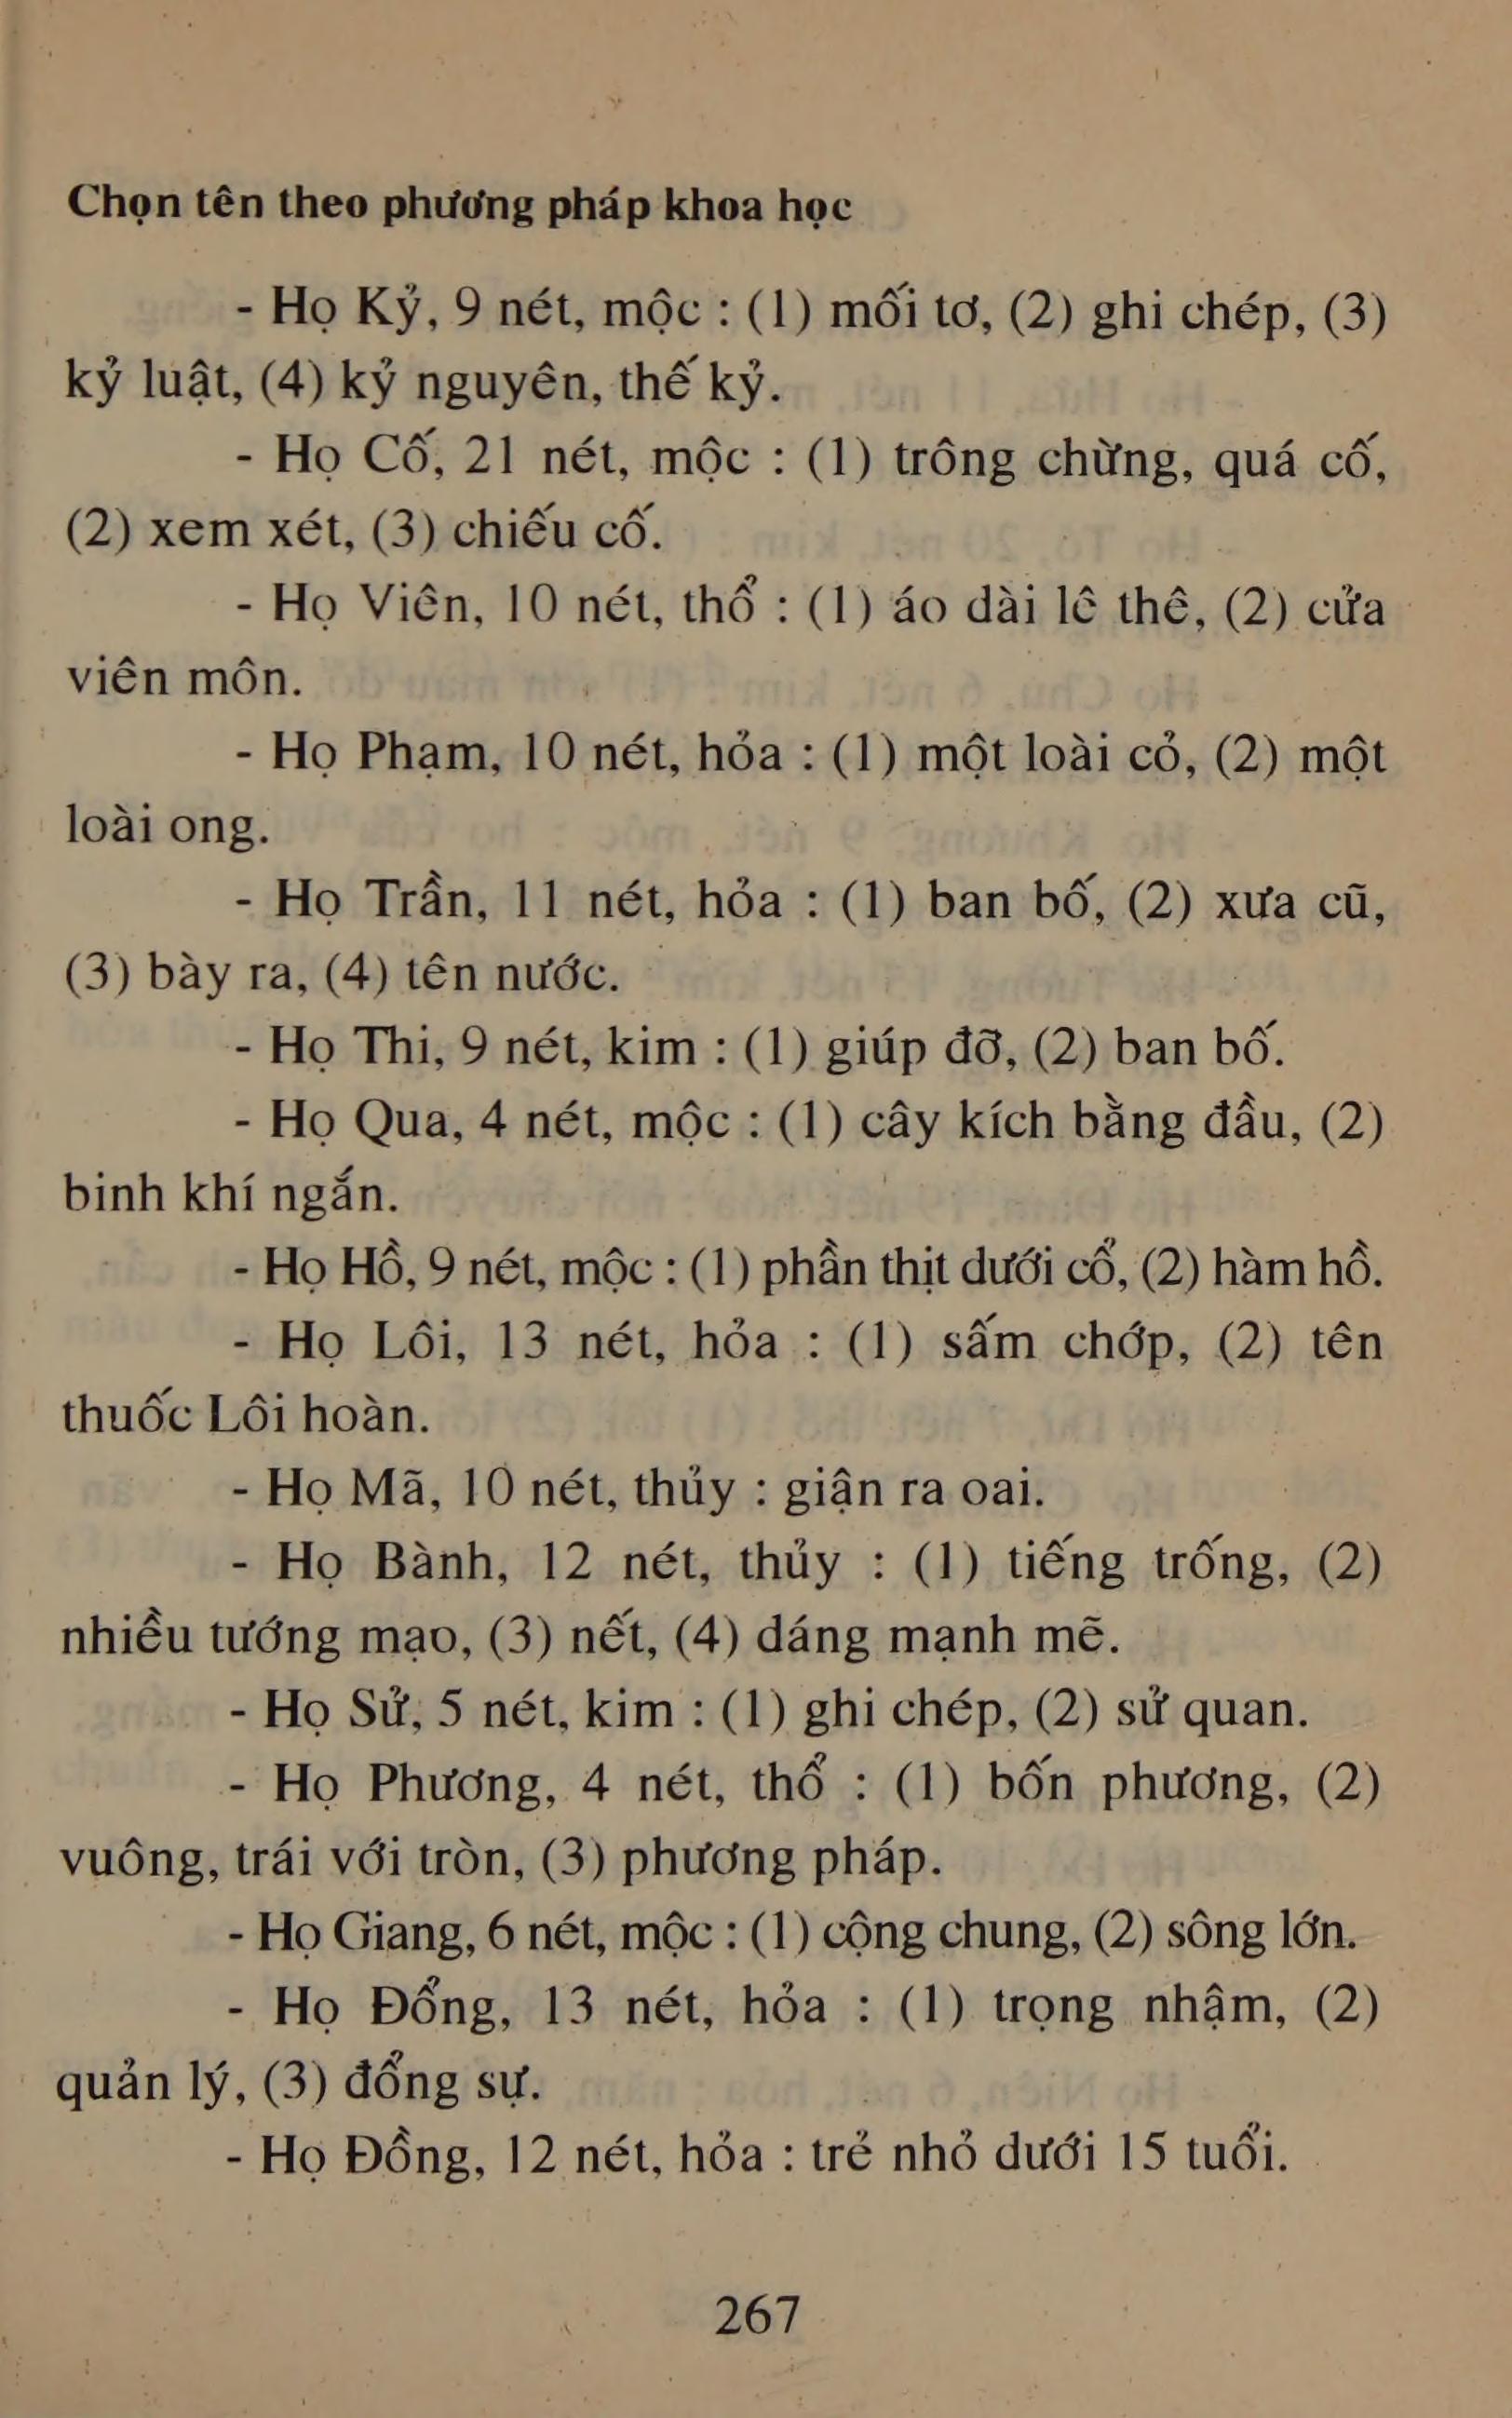 Chọn tên theo phương pháp khoa học
- Họ Kỷ, 9 nét, mộc : (1) mối tơ, (2) ghi chép, (3)
kỷ luật, (4) kỷ nguyên, thế kỷ.
- Họ Cố, 21 nét, mộc : (1) trông chừng, quá cố,
(2) xem xét, (3) chiếu cố.
- Họ Viên, 10 nét, thổ : (1) áo dài lê thê, (2) cửa
viên môn.
- Họ Phạm, 10 nét, hỏa : (1) một loài cỏ, (2) một
loài ong.
- Họ Trần, 11 nét, hỏa : (1) ban bố, (2) xưa cũ,
(3) bày ra, (4) tên nước.
- Họ Thi, 9 nét, kim : (1) giúp đỡ, (2) ban bố.
- Họ Qua, 4 nét, mộc : (1) cây kích bằng đầu, (2)
binh khí ngắn.
- Họ Hồ, 9 nét, mộc : (1) phần thịt dưới cổ, (2) hàm hồ.
- Họ Lôi, 13 nét, hỏa : (1) sấm chớp, (2) tên
thuốc Lôi hoàn.
- Họ Mã, 10 nét, thủy : giận ra oai.
- Họ Bành, 12 nét, thủy : (1) tiếng trống, (2)
nhiều tướng mạo, (3) nết, (4) dáng mạnh mẽ.
- Họ Sử, 5 nét, kim : (1) ghi chép, (2) sử quan.
- Họ Phương, 4 nét, thổ : (1) bốn phương, (2)
vuông, trái với tròn, (3) phương pháp.
- Họ Giang, 6 nét, mộc : (1) cộng chung, (2) sông lớn.
- Họ Đổng, 13 nét, hỏa : (1) trọng nhậm, (2)
quản lý, (3) đổng sự.
- Họ Đồng, 12 nét, hỏa : trẻ nhỏ dưới 15 tuổi.
267